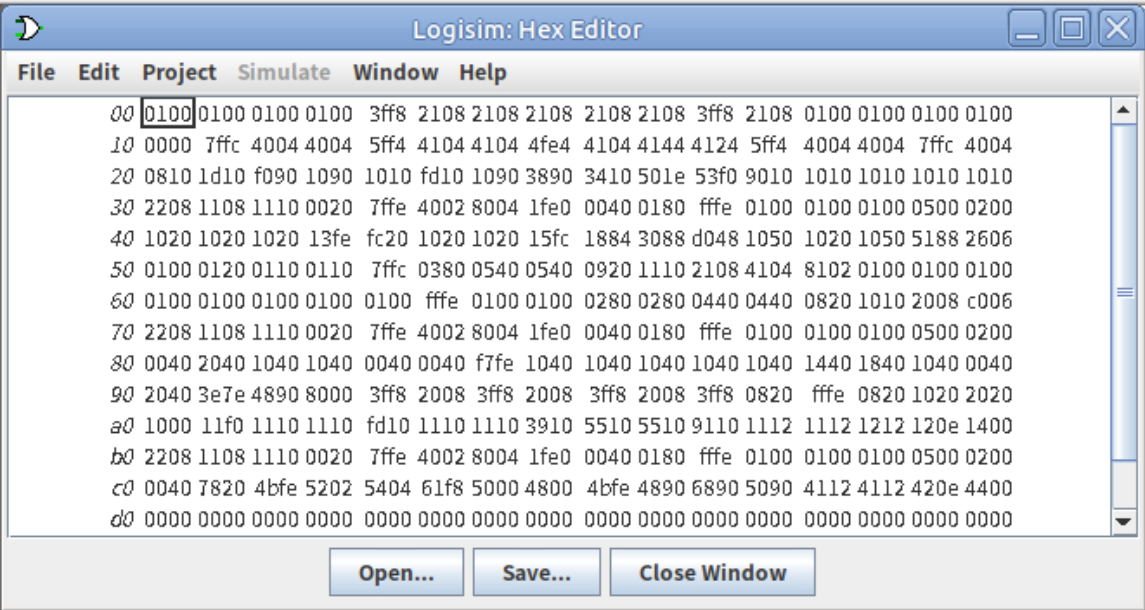 Logisim: Hex Editor
File Edit Project Simulate Window Help
00 0100 0100 0100 0100 3ff8 2108 2108 2108 2108 2108 3ff8 2108 0100 0100 0100 0100
10 0000 7ffc 4004 4004 5ff4 4104 4104 4fe4 4104 4144 4124 5ff4 4004 4004 7ffc 4004
20 0810 1d10 f090 1090 1010 fd10 1090 3890 3410 501e 53f0 9010 1010 1010 1010 1010
30 2208 1108 1110 0020 7ffe 4002 8004 1fe0 0040 0180 fffe 0100 0100 0100 0500 0200
40 1020 1020 1020 13fe fc20 1020 1020 15fc 1884 3088 d048 1050 1020 1050 5188 2606
50 0100 0120 0110 0110 7ffc 0380 0540 0540 0920 1110 2108 4104 8102 0100 0100 0100
60 0100 0100 0100 0100 0100 fffe 0100 0100 0280 0280 0440 0440 0820 1010 2008 c006
70 2208 1108 1110 0020 7ffe 4002 8004 1fe0 0040 0180 fffe 0100 0100 0100 0500 0200
80 0040 2040 1040 1040 0040 0040 f7fe 1040 1040 1040 1040 1040 1440 1840 1040 0040
90 2040 3e7e 4890 8000 3ff8 2008 3ff8 2008 3ff8 2008 3ff8 0820 fffe 0820 1020 2020
a0 1000 11f0 1110 1110 fd10 1110 1110 3910 5510 5510 9110 1112 1112 1212 120e 1400
b0 2208 1108 1110 0020 7ffe 4002 8004 1fe0 0040 0180 fffe 0100 0100 0100 0500 0200
c0 0040 7820 4bfe 5202 5404 61f8 5000 4800 4bfe 4890 6890 5090 4112 4112 420e 4400
d0 0000 0000 0000 0000 0000 0000 0000 0000 0000 0000 0000 0000 0000 0000 0000 0000
Open... Save... Close Window